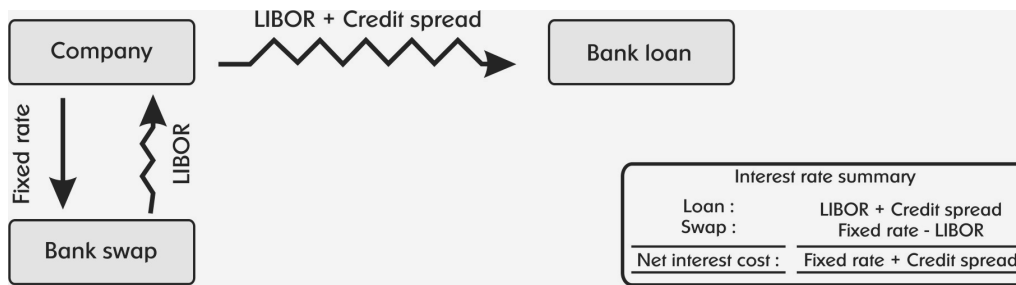 LIBOR + Credit spread
Company
Bank loan
Fixed rate
LIBOR
Bank swap
Interest rate summary
Loan : LIBOR + Credit spread
Swap : Fixed rate - LIBOR
Net interest cost : Fixed rate + Credit spread